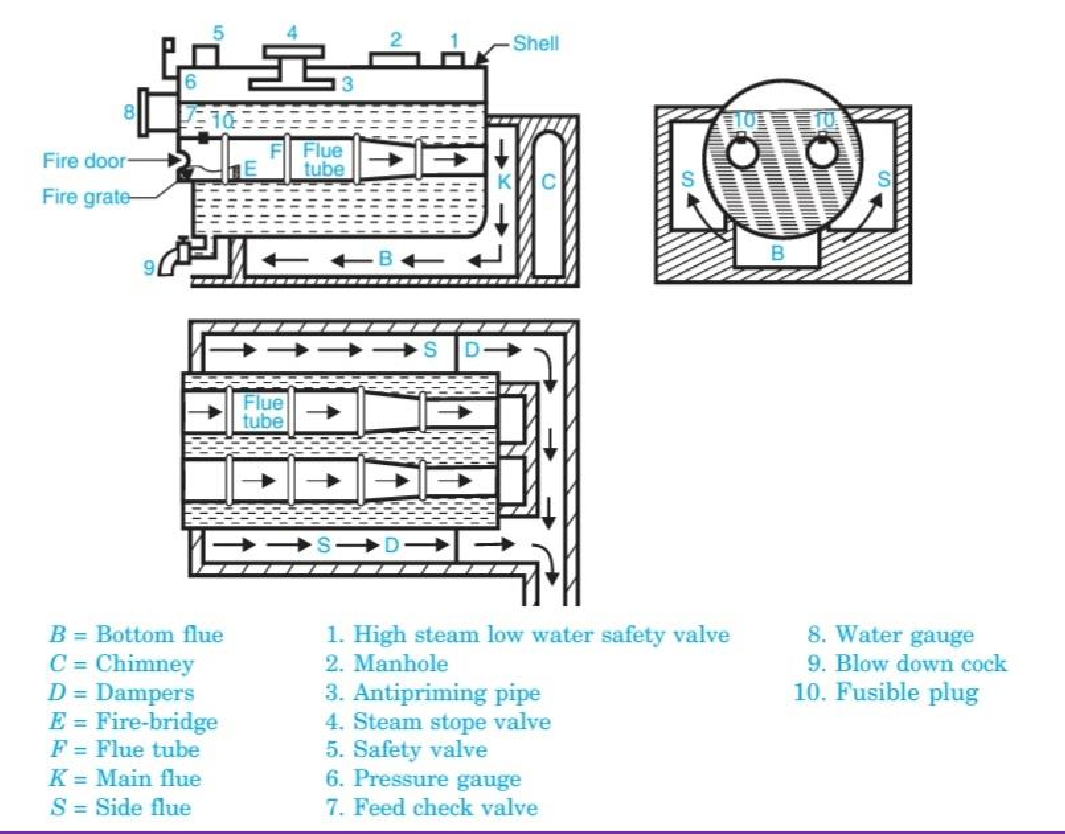 5 4 2 1 Shell
6 3
8 7 10 10 10
Fire door F Flue
E tube
Fire grate K C S S
B
9 B
S D
Flue
tube
S D
B = Bottom flue
C = Chimney
D = Dampers
E = Fire-bridge
F = Flue tube
K = Main flue
S = Side flue
1. High steam low water safety valve
2. Manhole
3. Antipriming pipe
4. Steam stope valve
5. Safety valve
6. Pressure gauge
7. Feed check valve
8. Water gauge
9. Blow down cock
10. Fusible plug